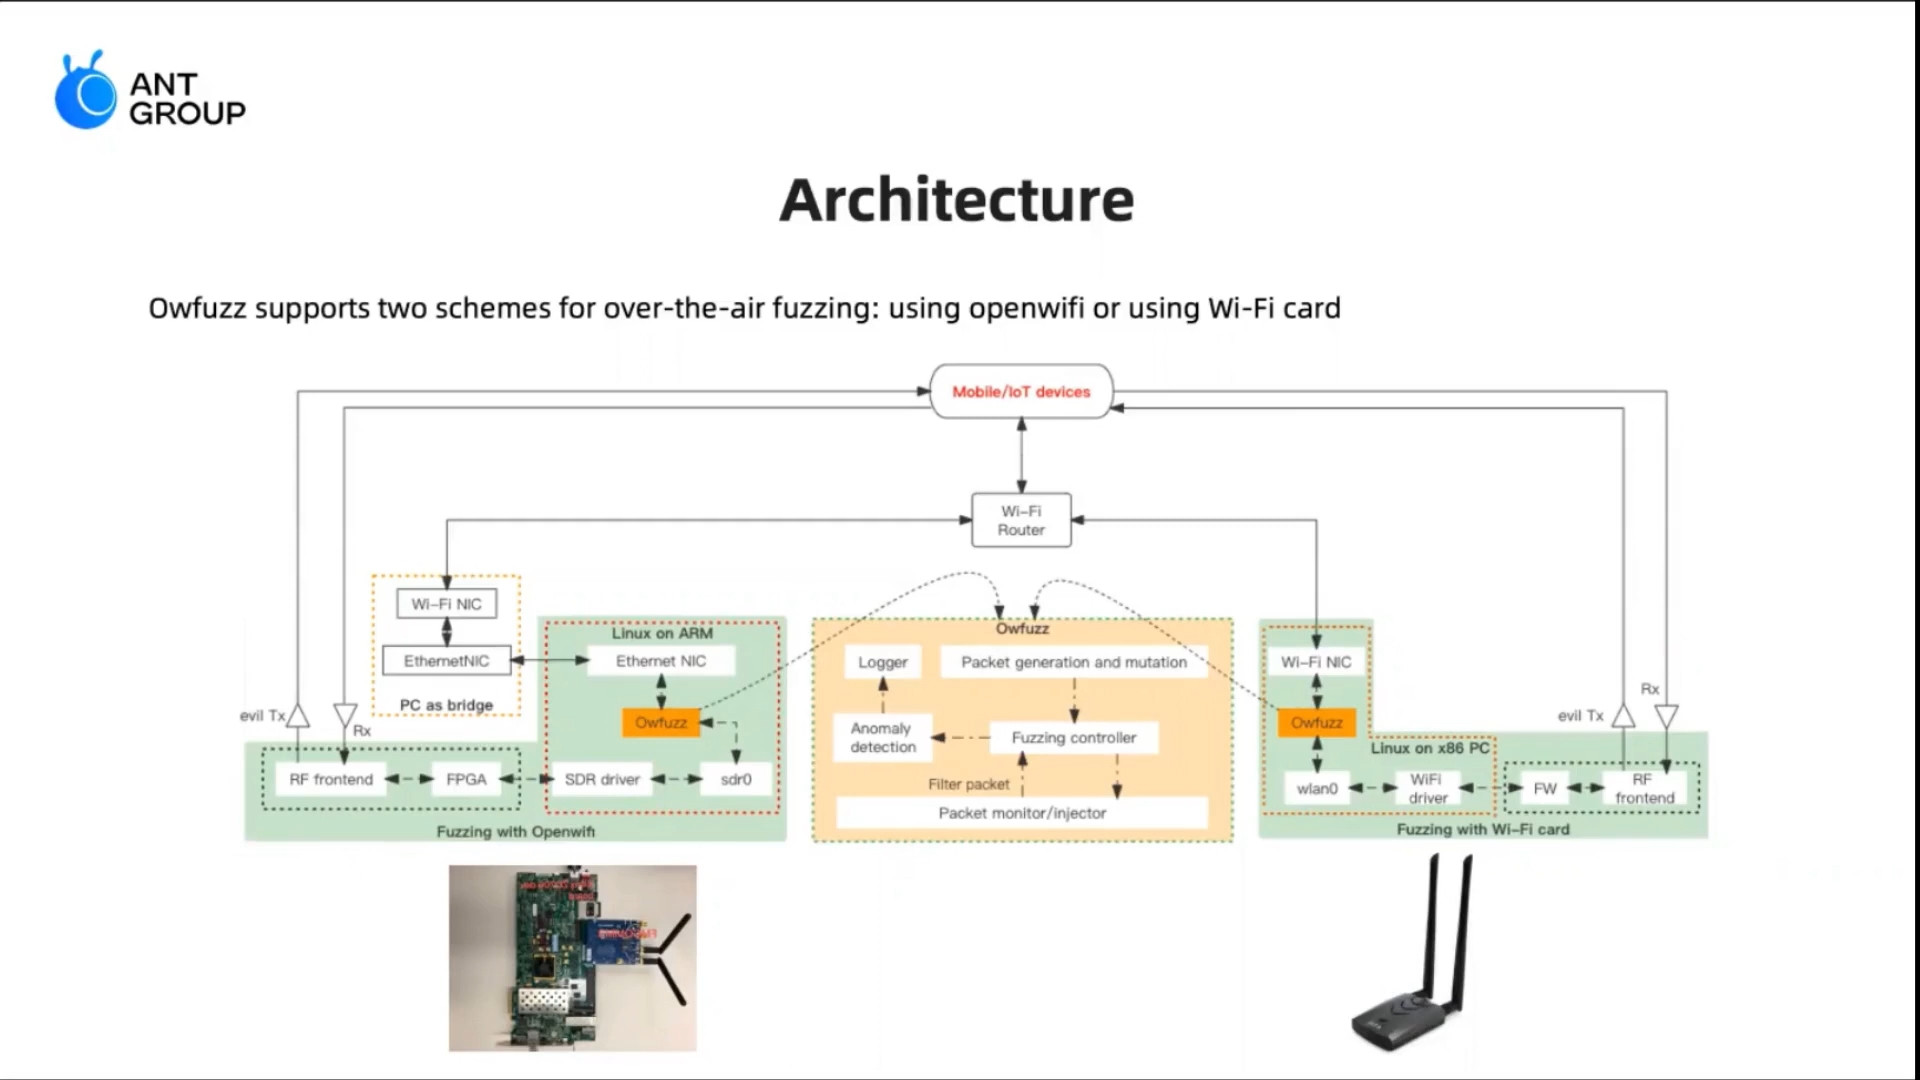 ANT
GROUP
Architecture
Owfuzz supports two schemes for over-the-air fuzzing: using openwifi or using Wi-Fi card
Mobile/IoT devices
Wi-Fi
Router
Wi-Fi NIC
EthernetNIC
PC as bridge
evil Tx
Rx
Linux on ARM
Ethernet NIC
Owfuzz
RF frontend
FPGA
SDR driver
sdr0
Fuzzing with Openwifi
Owfuzz
Logger
Packet generation and mutation
Anomaly
detection
Fuzzing controller
Filter packet
Packet monitor/injector
Wi-Fi NIC
Owfuzz
Linux on x86 PC
wlan0
WiFi
driver
FW
RF
frontend
evil Tx
Rx
Fuzzing with Wi-Fi card